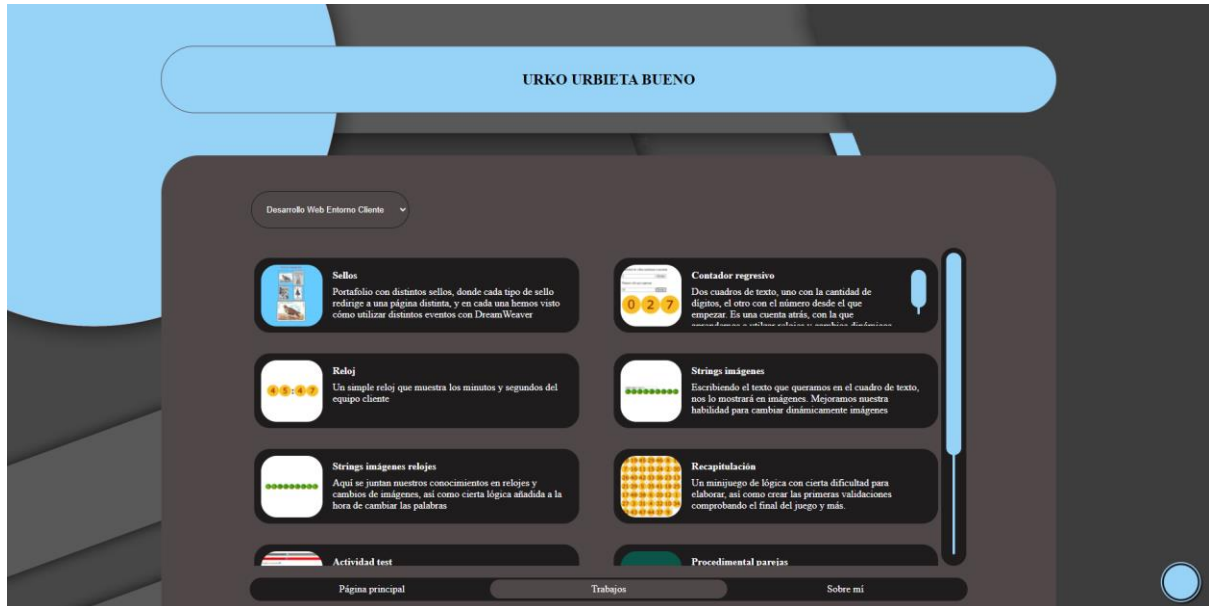 URKO URBIETA BUENO
Desarrollo Web Entorno Cliente
Sellos
Portafolio con distintos sellos, donde cada tipo de sello
redirige a una página distinta, y en cada una hemos visto
cómo utilizar distintos eventos con DreamWeaver
Contador regresivo
Dos cuadros de texto, uno con la cantidad de
dígitos, el otro con el número desde el que
empezar. Es una cuenta atrás, con la que
aprendemos a utilzar relojes y cambios dinámicos
0 2 7
Reloj
Un simple reloj que muestra los minutos y segundos del
equipo cliente
4 5 : 4 7
Strings imágenes
Escribiendo el texto que queramos en el cuadro de texto,
nos lo mostrará en imágenes. Mejoramos nuestra
habilidad para cambiar dinámicamente imágenes
Strings imágenes relojes
Aquí se juntan nuestros conocimientos en relojes y
cambios de imágenes, así como cierta lógica añadida a la
hora de cambiar las palabras
Recapitulación
Un minijuego de lógica con cierta dificultad para
elaborar, así como crear las primeras validaciones
comprobando el final del juego y más.
Actividad test
Procedimental parejas
Página principal
Trabajos
Sobre mí